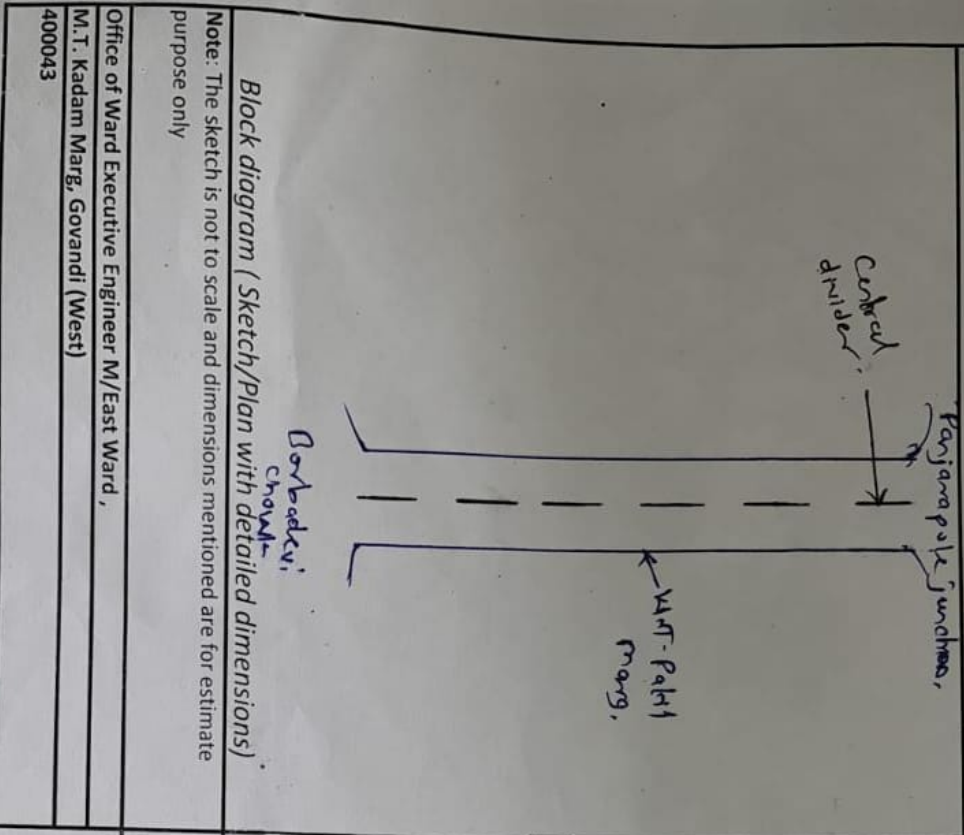 Panjarapole junction,
Central
divider.
W.T. Patil
marg,
Borbadevi
chowk
Block diagram ( Sketch/Plan with detailed dimensions)
Note: The sketch is not to scale and dimensions mentioned are for estimate
purpose only
Office of Ward Executive Engineer M/East Ward ,
M.T. Kadam Marg, Govandi (West)
400043